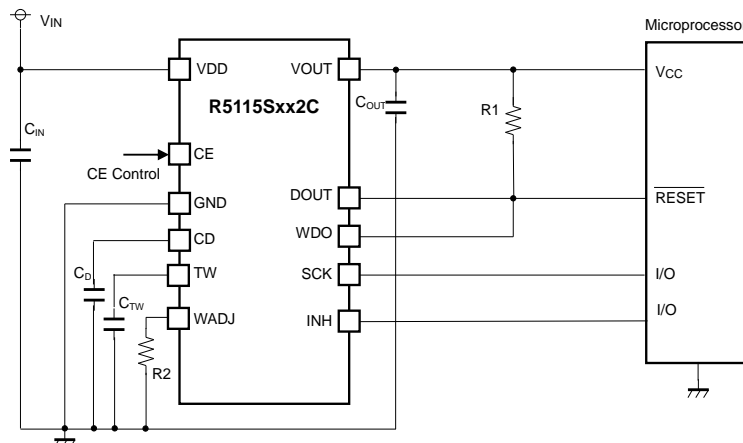 VIN
Microprocessor
VDD
VOUT
R5115Sxx2C
VCC
COUT
R1
CIN
CE
CE Control
DOUT
RESET
GND
WDO
CD
CD
TW
SCK
I/O
CTW
WADJ
INH
I/O
R2